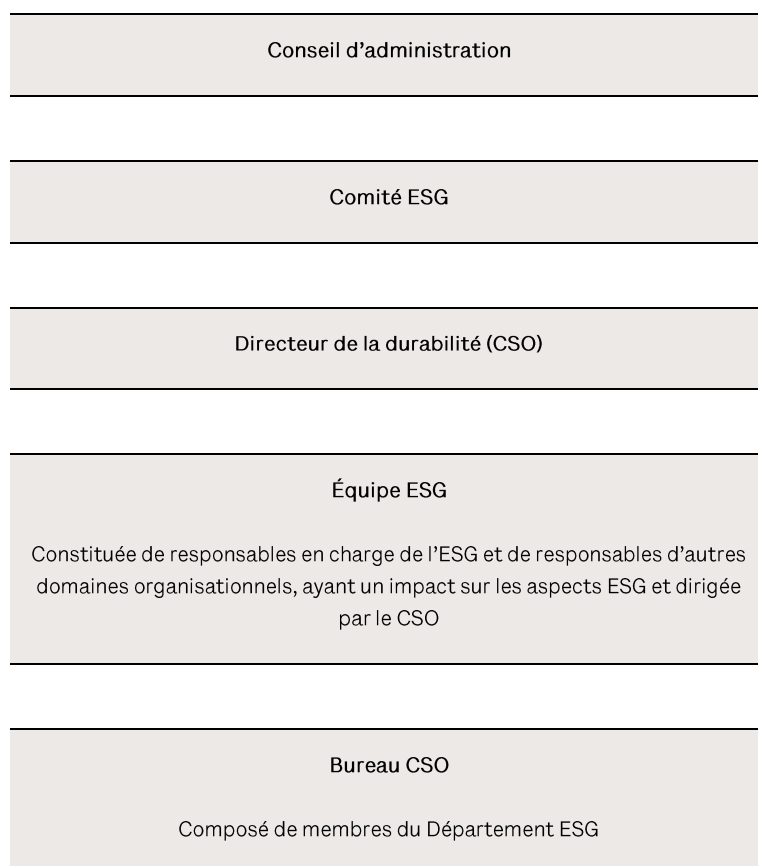 Conseil d’administration
Comité ESG
Directeur de la durabilité (CSO)
Équipe ESG
Constituée de responsables en charge de l’ESG et de responsables d’autres
domaines organisationnels, ayant un impact sur les aspects ESG et dirigée
par le CSO
Bureau CSO
Composé de membres du Département ESG